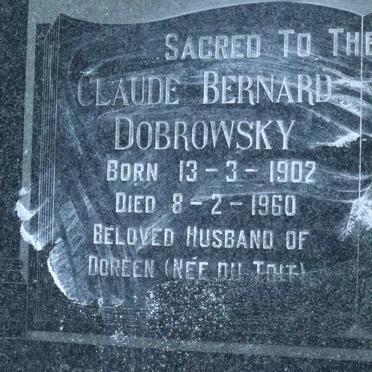 SACRED TO THE
CLAUDE BERNARD
DOBROWSKY
BORN 13-3-1902
DIED 8-2-1960
BELOVED HUSBAND OF
DOREEN (NÉE DU TOIT)